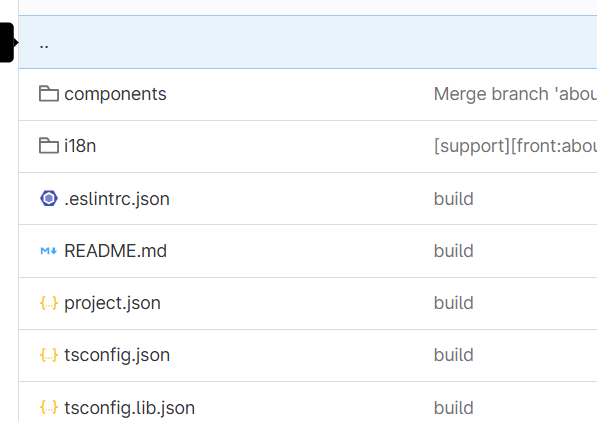 ..
components Merge branch 'abou
i18n [support][front:abou
.eslintrc.json build
README.md build
{..} project.json build
{..} tsconfig.json build
{..} tsconfig.lib.json build